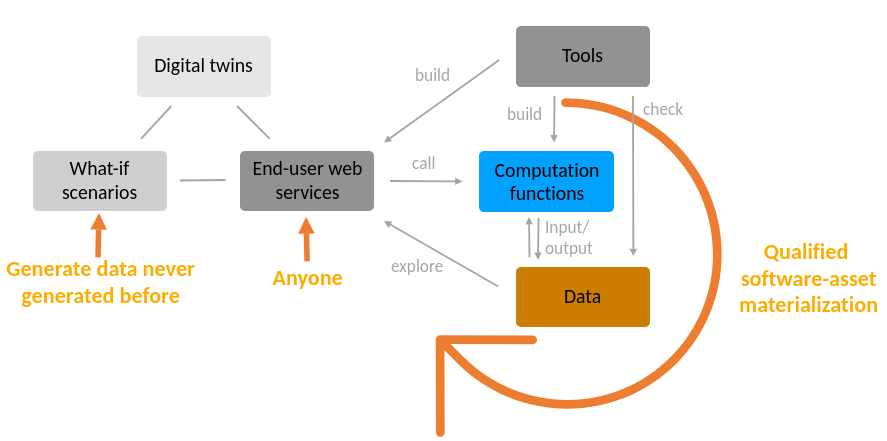 Digital twins
Tools
build
build
check
What-if
scenarios
End-user web
services
call
Computation
functions
Input/
output
explore
Data
Generate data never
generated before
Anyone
Qualified
software-asset
materialization